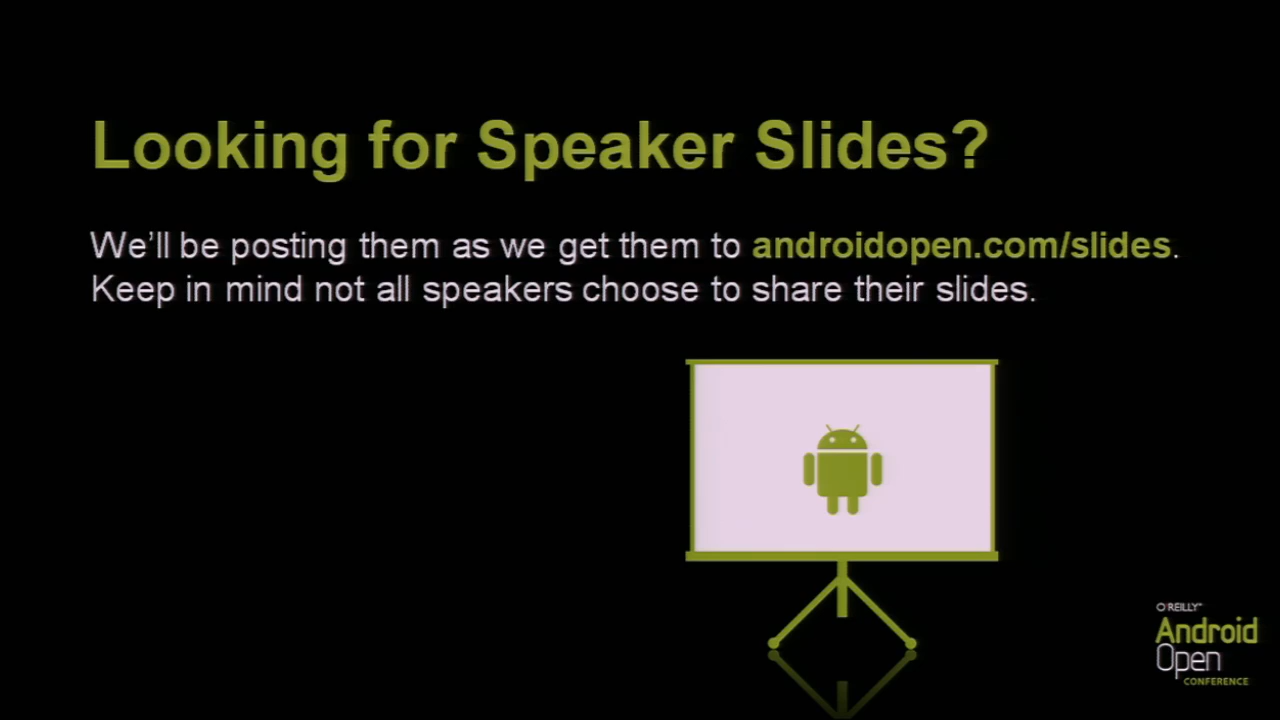 Looking for Speaker Slides?
We’ll be posting them as we get them to androidopen.com/slides.
Keep in mind not all speakers choose to share their slides.
O'REILLY®
Android
Open
CONFERENCE